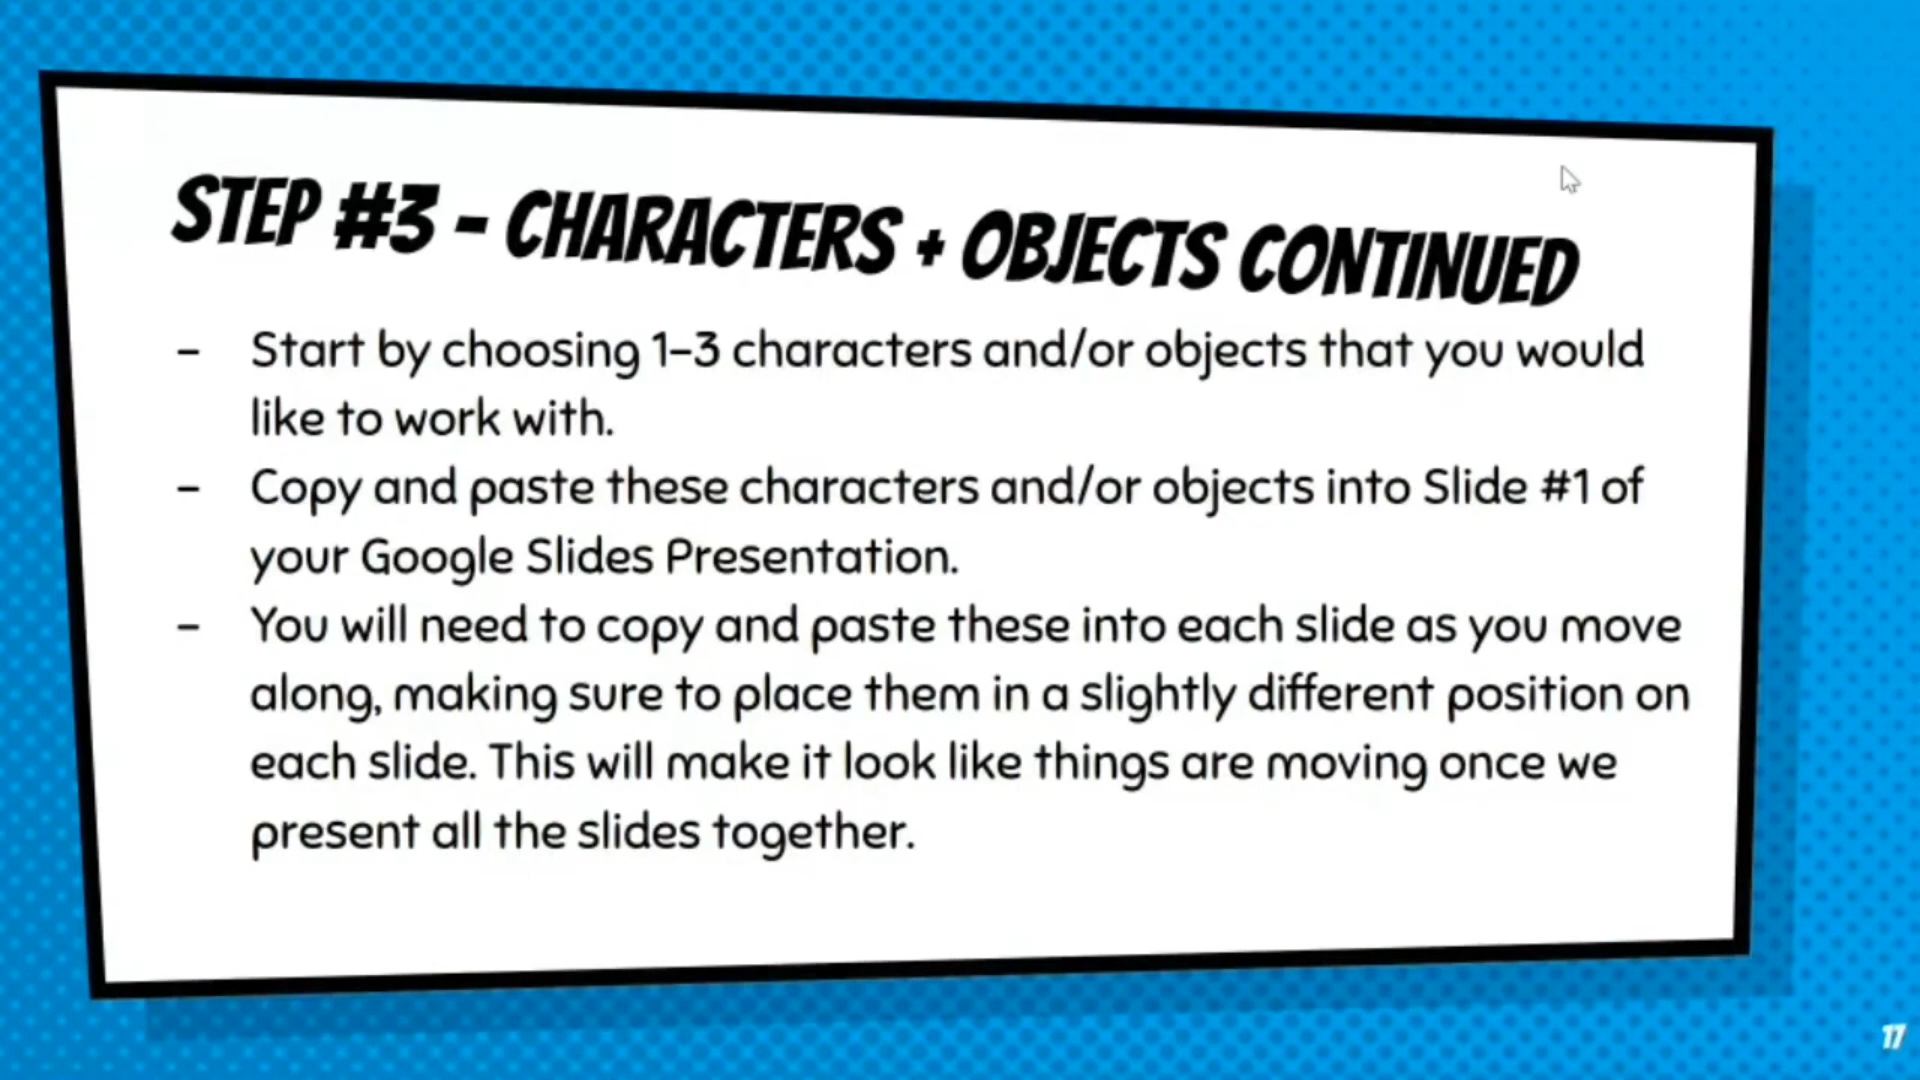 STEP #3 - CHARACTERS + OBJECTS CONTINUED
- Start by choosing 1-3 characters and/or objects that you would
like to work with.
- Copy and paste these characters and/or objects into Slide #1 of
your Google Slides Presentation.
- You will need to copy and paste these into each slide as you move
along, making sure to place them in a slightly different position on
each slide. This will make it look like things are moving once we
present all the slides together.
17